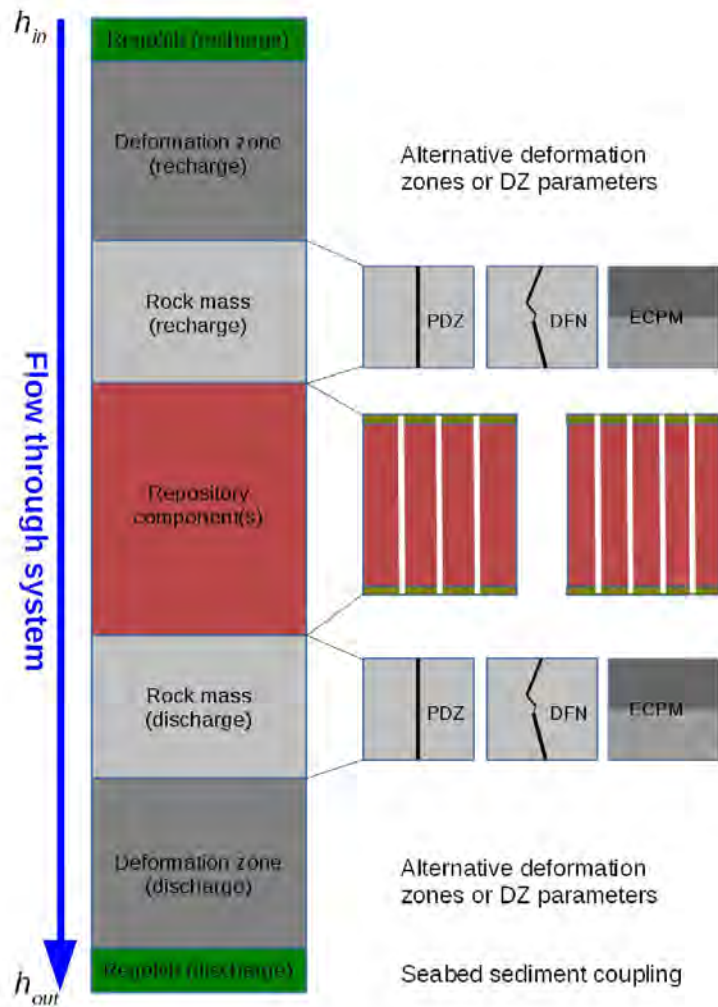 h_in
Regolith (recharge)
Deformation zone
(recharge)
Alternative deformation
zones or DZ parameters
Rock mass
(recharge)
PDZ
DFN
ECPM
Flow through system
Repository
component(s)
Rock mass
(discharge)
PDZ
DFN
ECPM
Deformation zone
(discharge)
Alternative deformation
zones or DZ parameters
Regolith (discharge)
Seabed sediment coupling
h_out